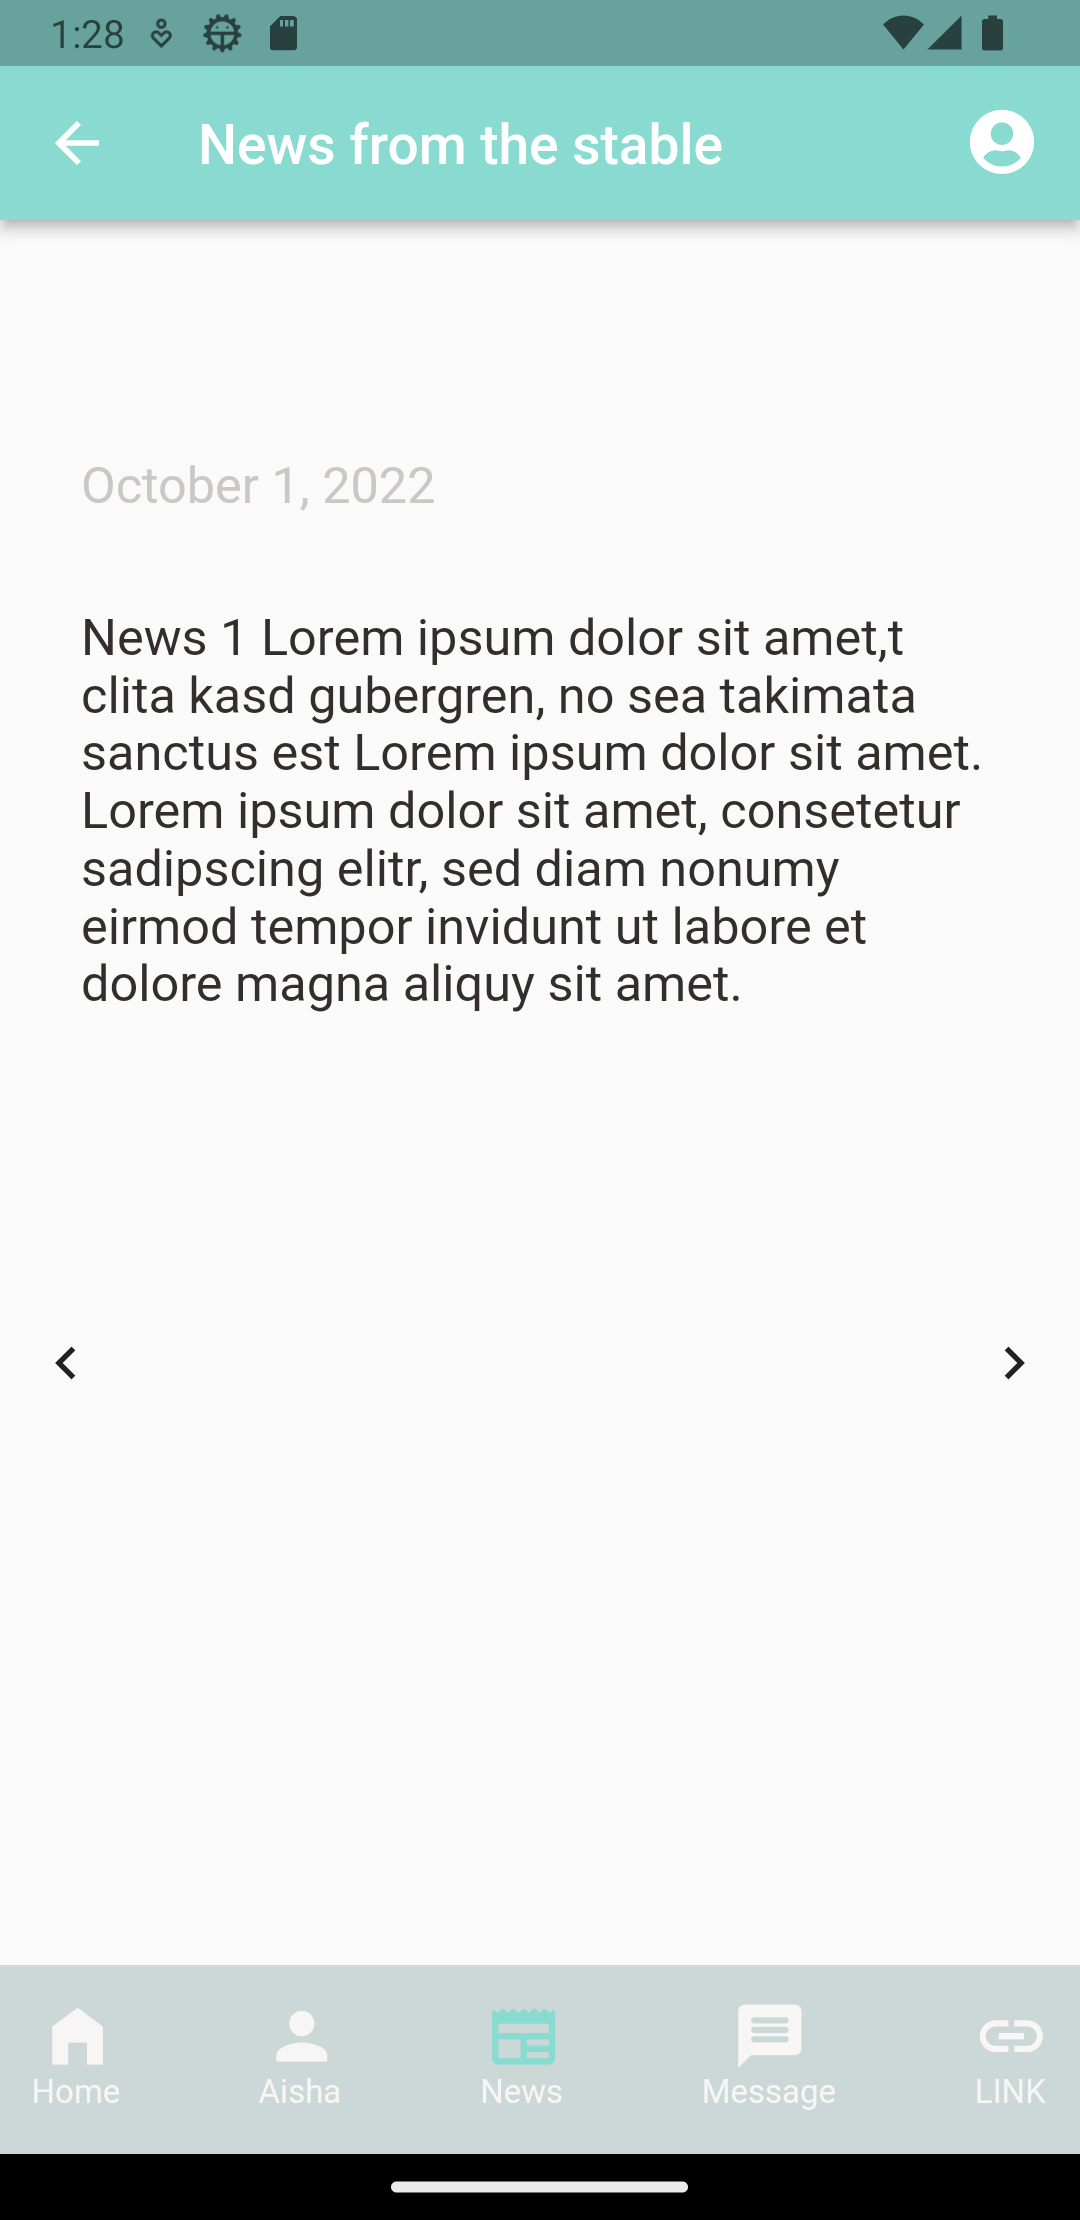 1:28
News from the stable
October 1, 2022
News 1 Lorem ipsum dolor sit amet,t
clita kasd gubergren, no sea takimata
sanctus est Lorem ipsum dolor sit amet.
Lorem ipsum dolor sit amet, consetetur
sadipscing elitr, sed diam nonumy
eirmod tempor invidunt ut labore et
dolore magna aliquy sit amet.
Home Aisha News Message LINK